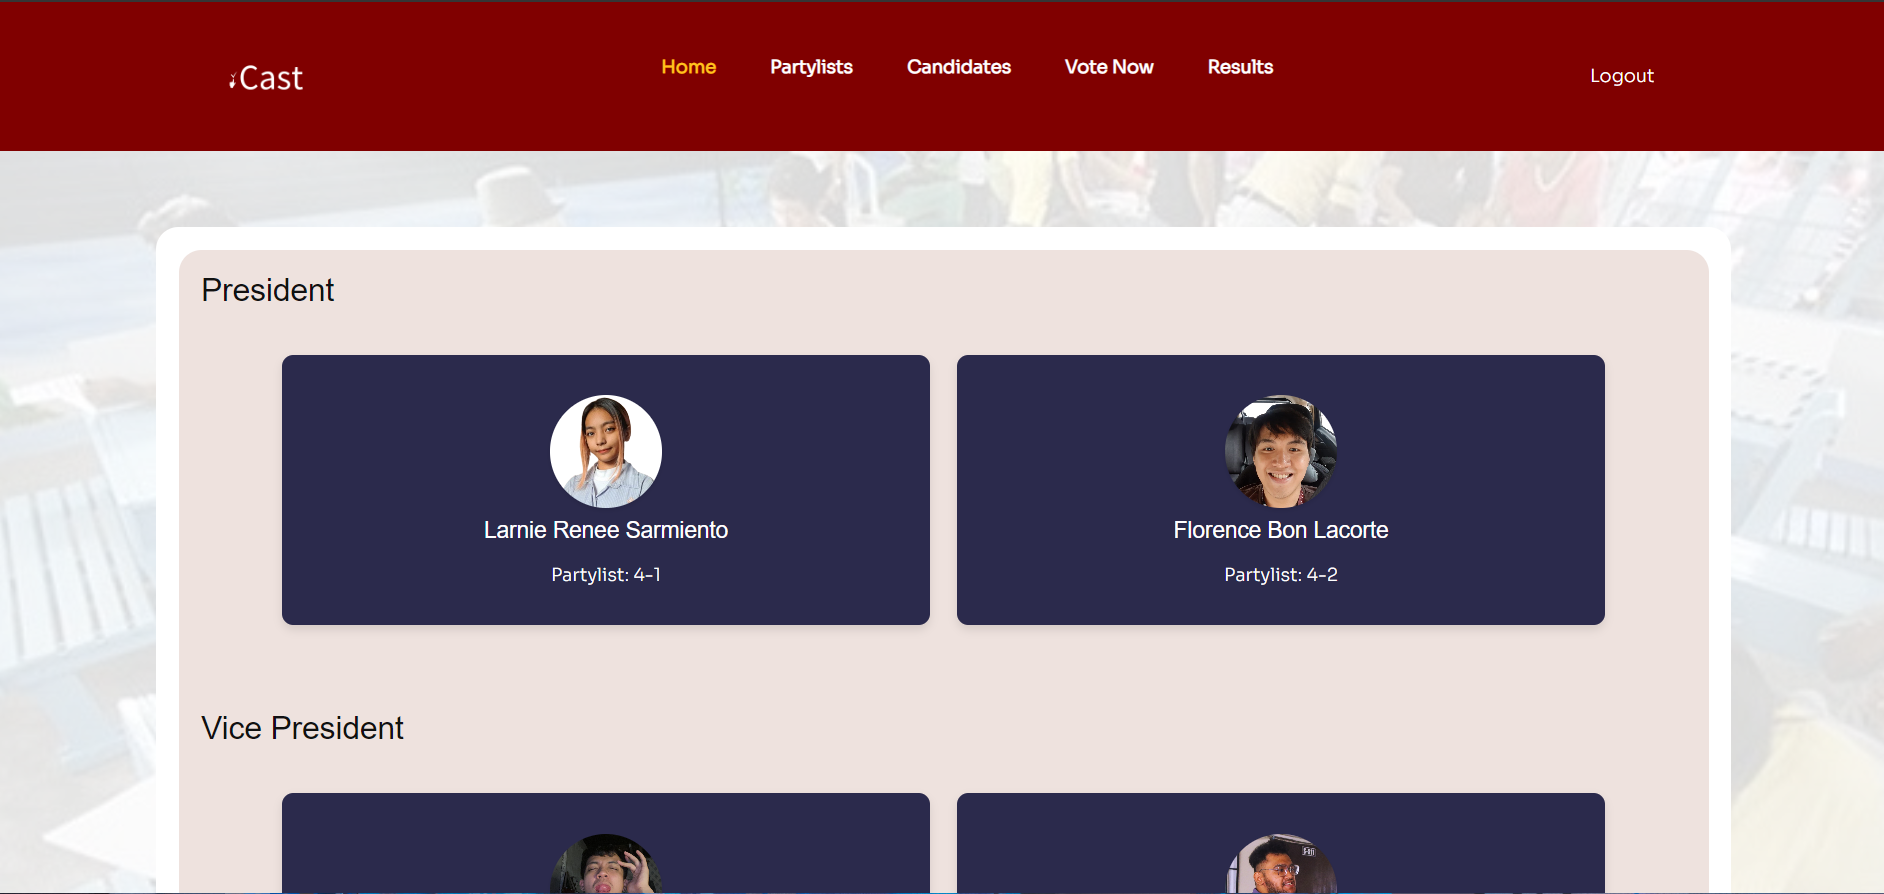 iCast
Home Partylists Candidates Vote Now Results
Logout
President
Larnie Renee Sarmiento
Partylist: 4-1
Florence Bon Lacorte
Partylist: 4-2
Vice President